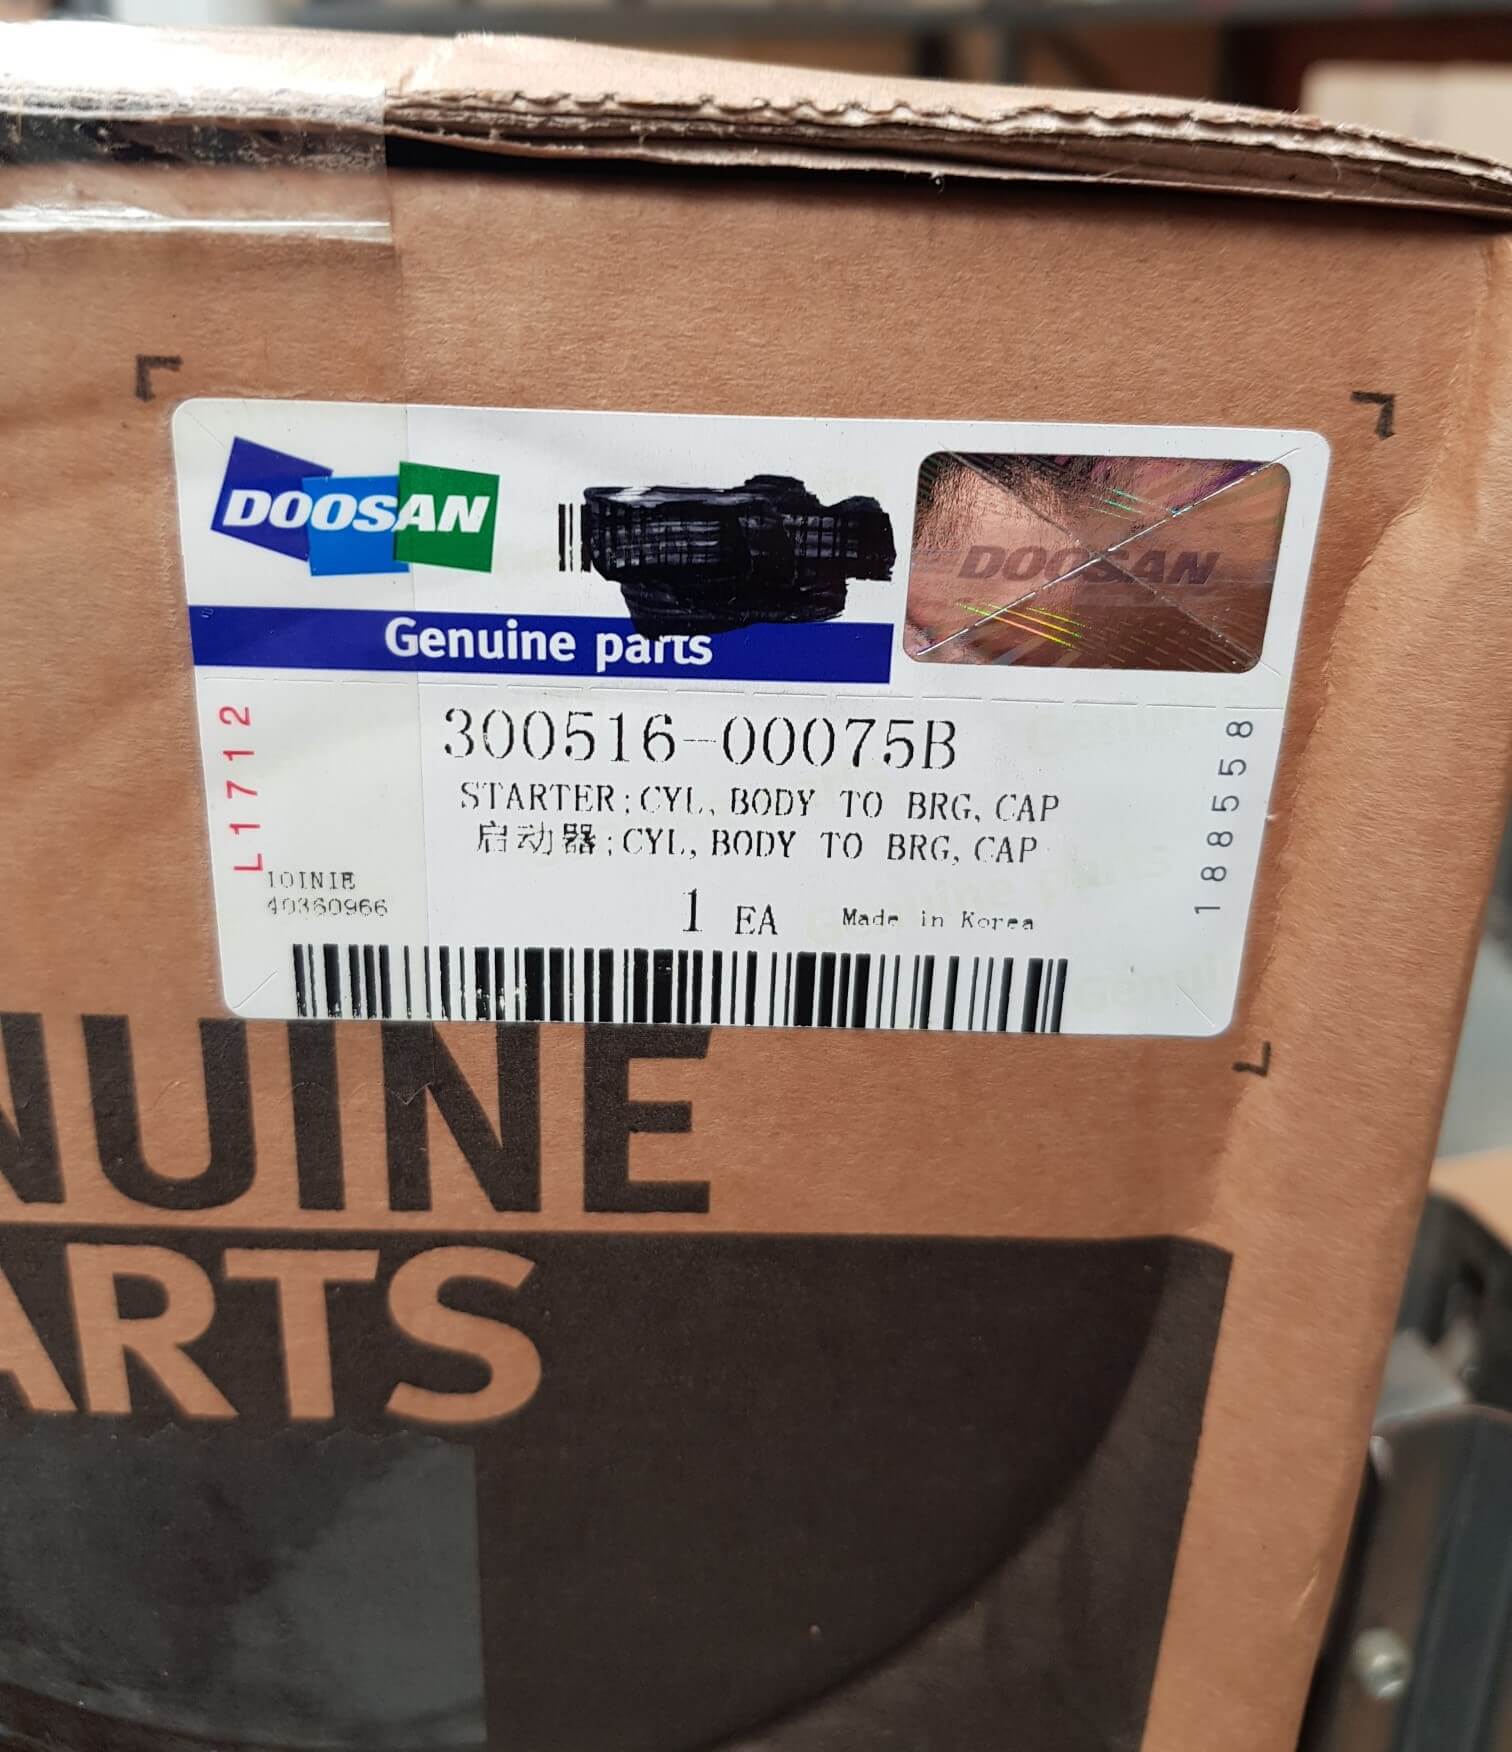 DOOSAN
DOOSAN
Genuine parts
L1712
300516-00075B
STARTER;CYL, BODY TO BRG, CAP
启动器;CYL, BODY TO BRG, CAP
188558
40360966
1 EA
Made in Korea
NUINE
ARTS